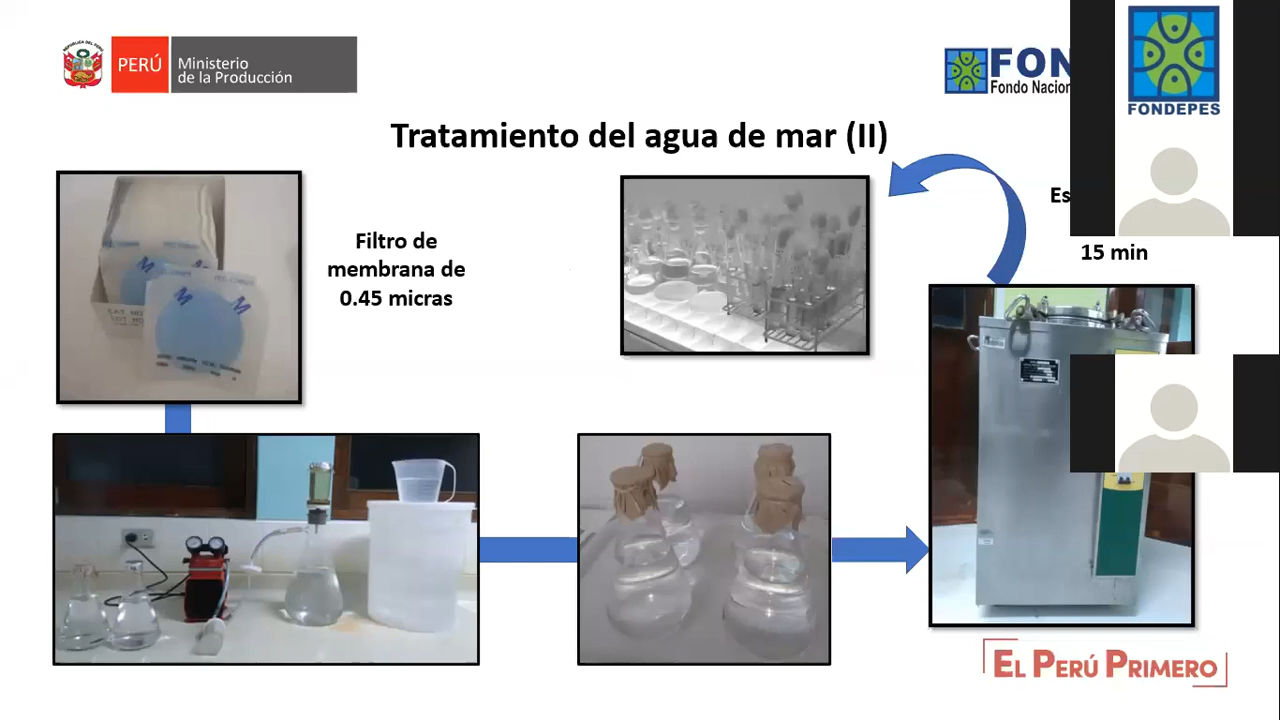 PERÚ
Ministerio
de la Producción
FON
Fondo Nacion
FONDEPES
Tratamiento del agua de mar (II)
Filtro de
membrana de
0.45 micras
Es
15 min
EL PERÚ PRIMERO